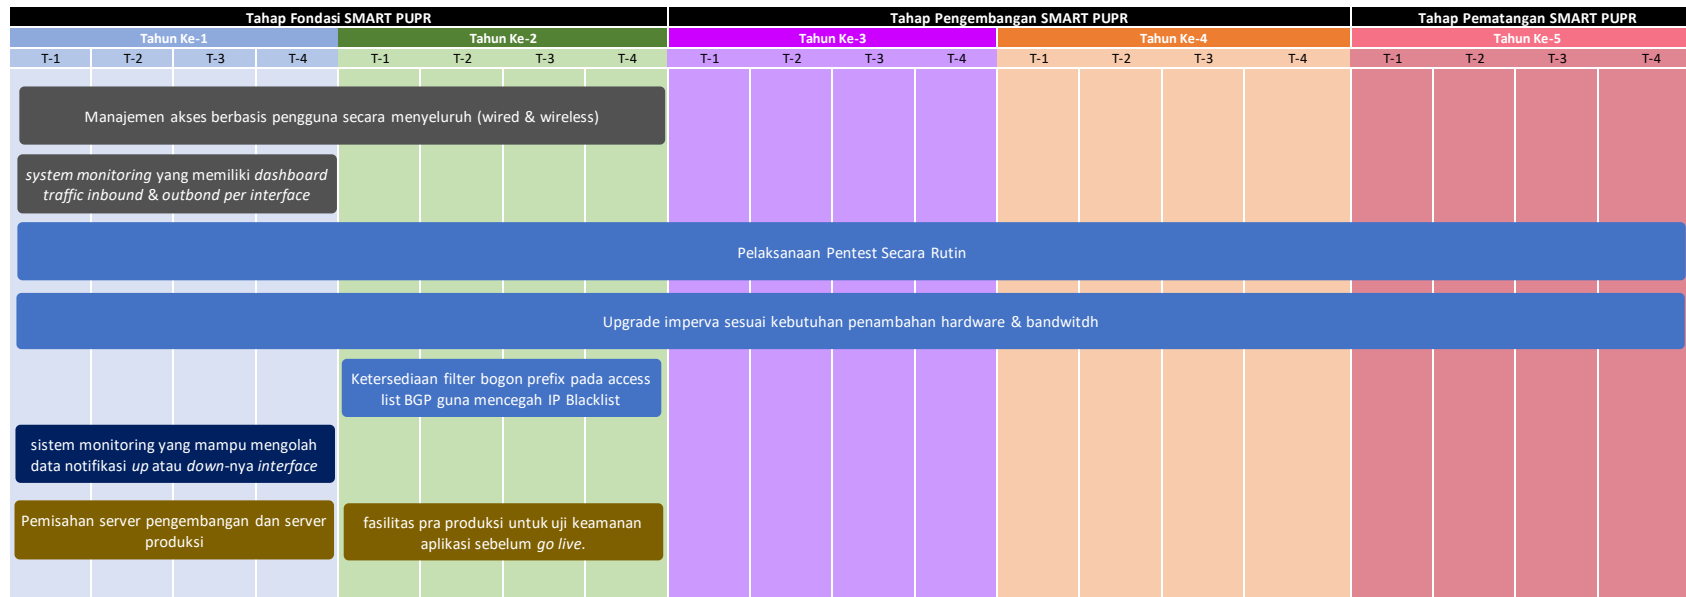 Tahap Fondasi SMART PUPR Tahap Pengembangan SMART PUPR Tahap Pematangan SMART PUPR
Tahun Ke-1 Tahun Ke-2 Tahun Ke-3 Tahun Ke-4 Tahun Ke-5
T-1 T-2 T-3 T-4 T-1 T-2 T-3 T-4 T-1 T-2 T-3 T-4 T-1 T-2 T-3 T-4 T-1 T-2 T-3 T-4
Manajemen akses berbasis pengguna secara menyeluruh (wired & wireless)
system monitoring yang memiliki dashboard
traffic inbound & outbond per interface
Pelaksanaan Pentest Secara Rutin
Upgrade imperva sesuai kebutuhan penambahan hardware & bandwitdh
Ketersediaan filter bogon prefix pada access
list BGP guna mencegah IP Blacklist
sistem monitoring yang mampu mengolah
data notifikasi up atau down-nya interface
Pemisahan server pengembangan dan server
produksi
fasilitas pra produksi untuk uji keamanan
aplikasi sebelum go live.